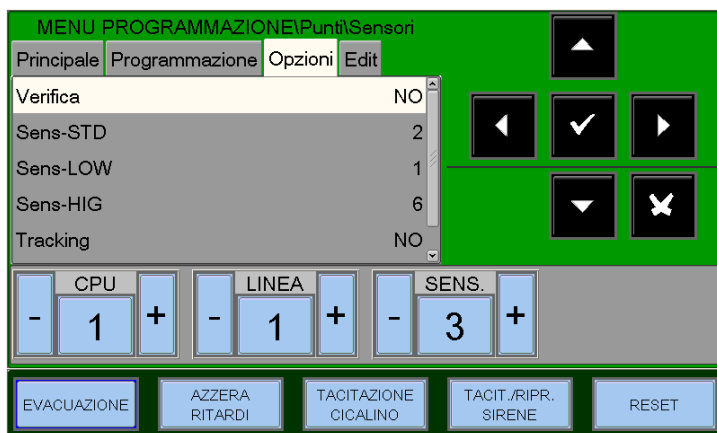 MENU PROGRAMMAZIONE\Punti\Sensori
Principale Programmazione Opzioni Edit
Verifica NO
Sens-STD 2
Sens-LOW 1
Sens-HIG 6
Tracking NO
CPU LINEA SENS.
- 1 + - 1 + - 3 +
EVACUAZIONE
AZZERA
RITARDI
TACITAZIONE
CICALINO
TACIT./RIPR.
SIRENE
RESET